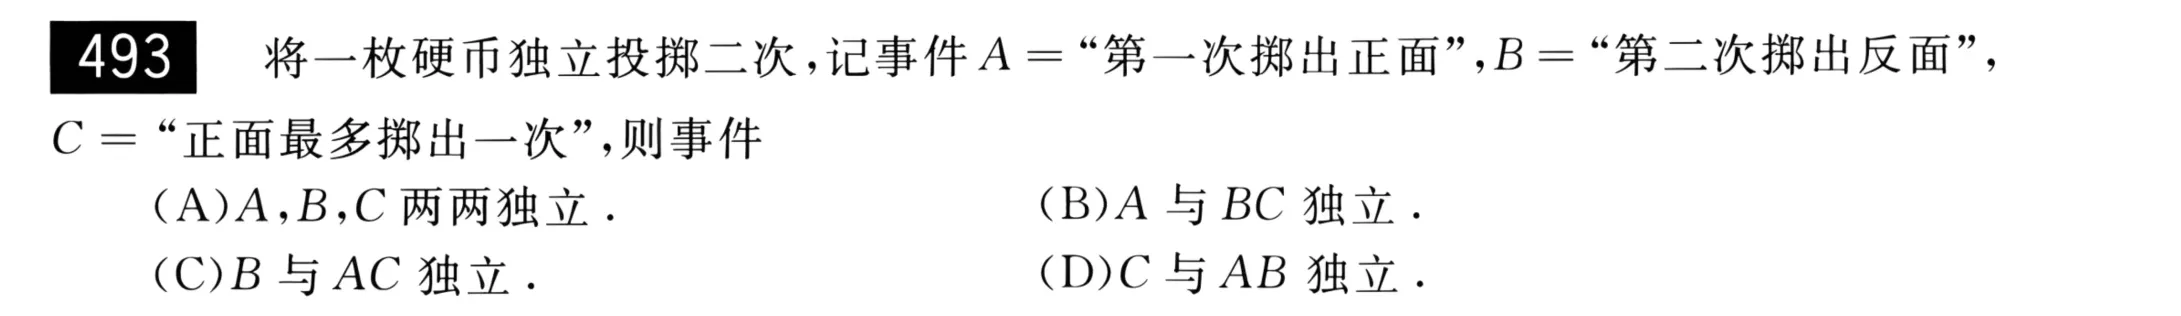 493 将一枚硬币独立投掷二次,记事件 A = “第一次掷出正面”,B = “第二次掷出反面”,
C = “正面最多掷出一次”,则事件
(A)A,B,C 两两独立.
(B)A 与 BC 独立.
(C)B 与 AC 独立.
(D)C 与 AB 独立.